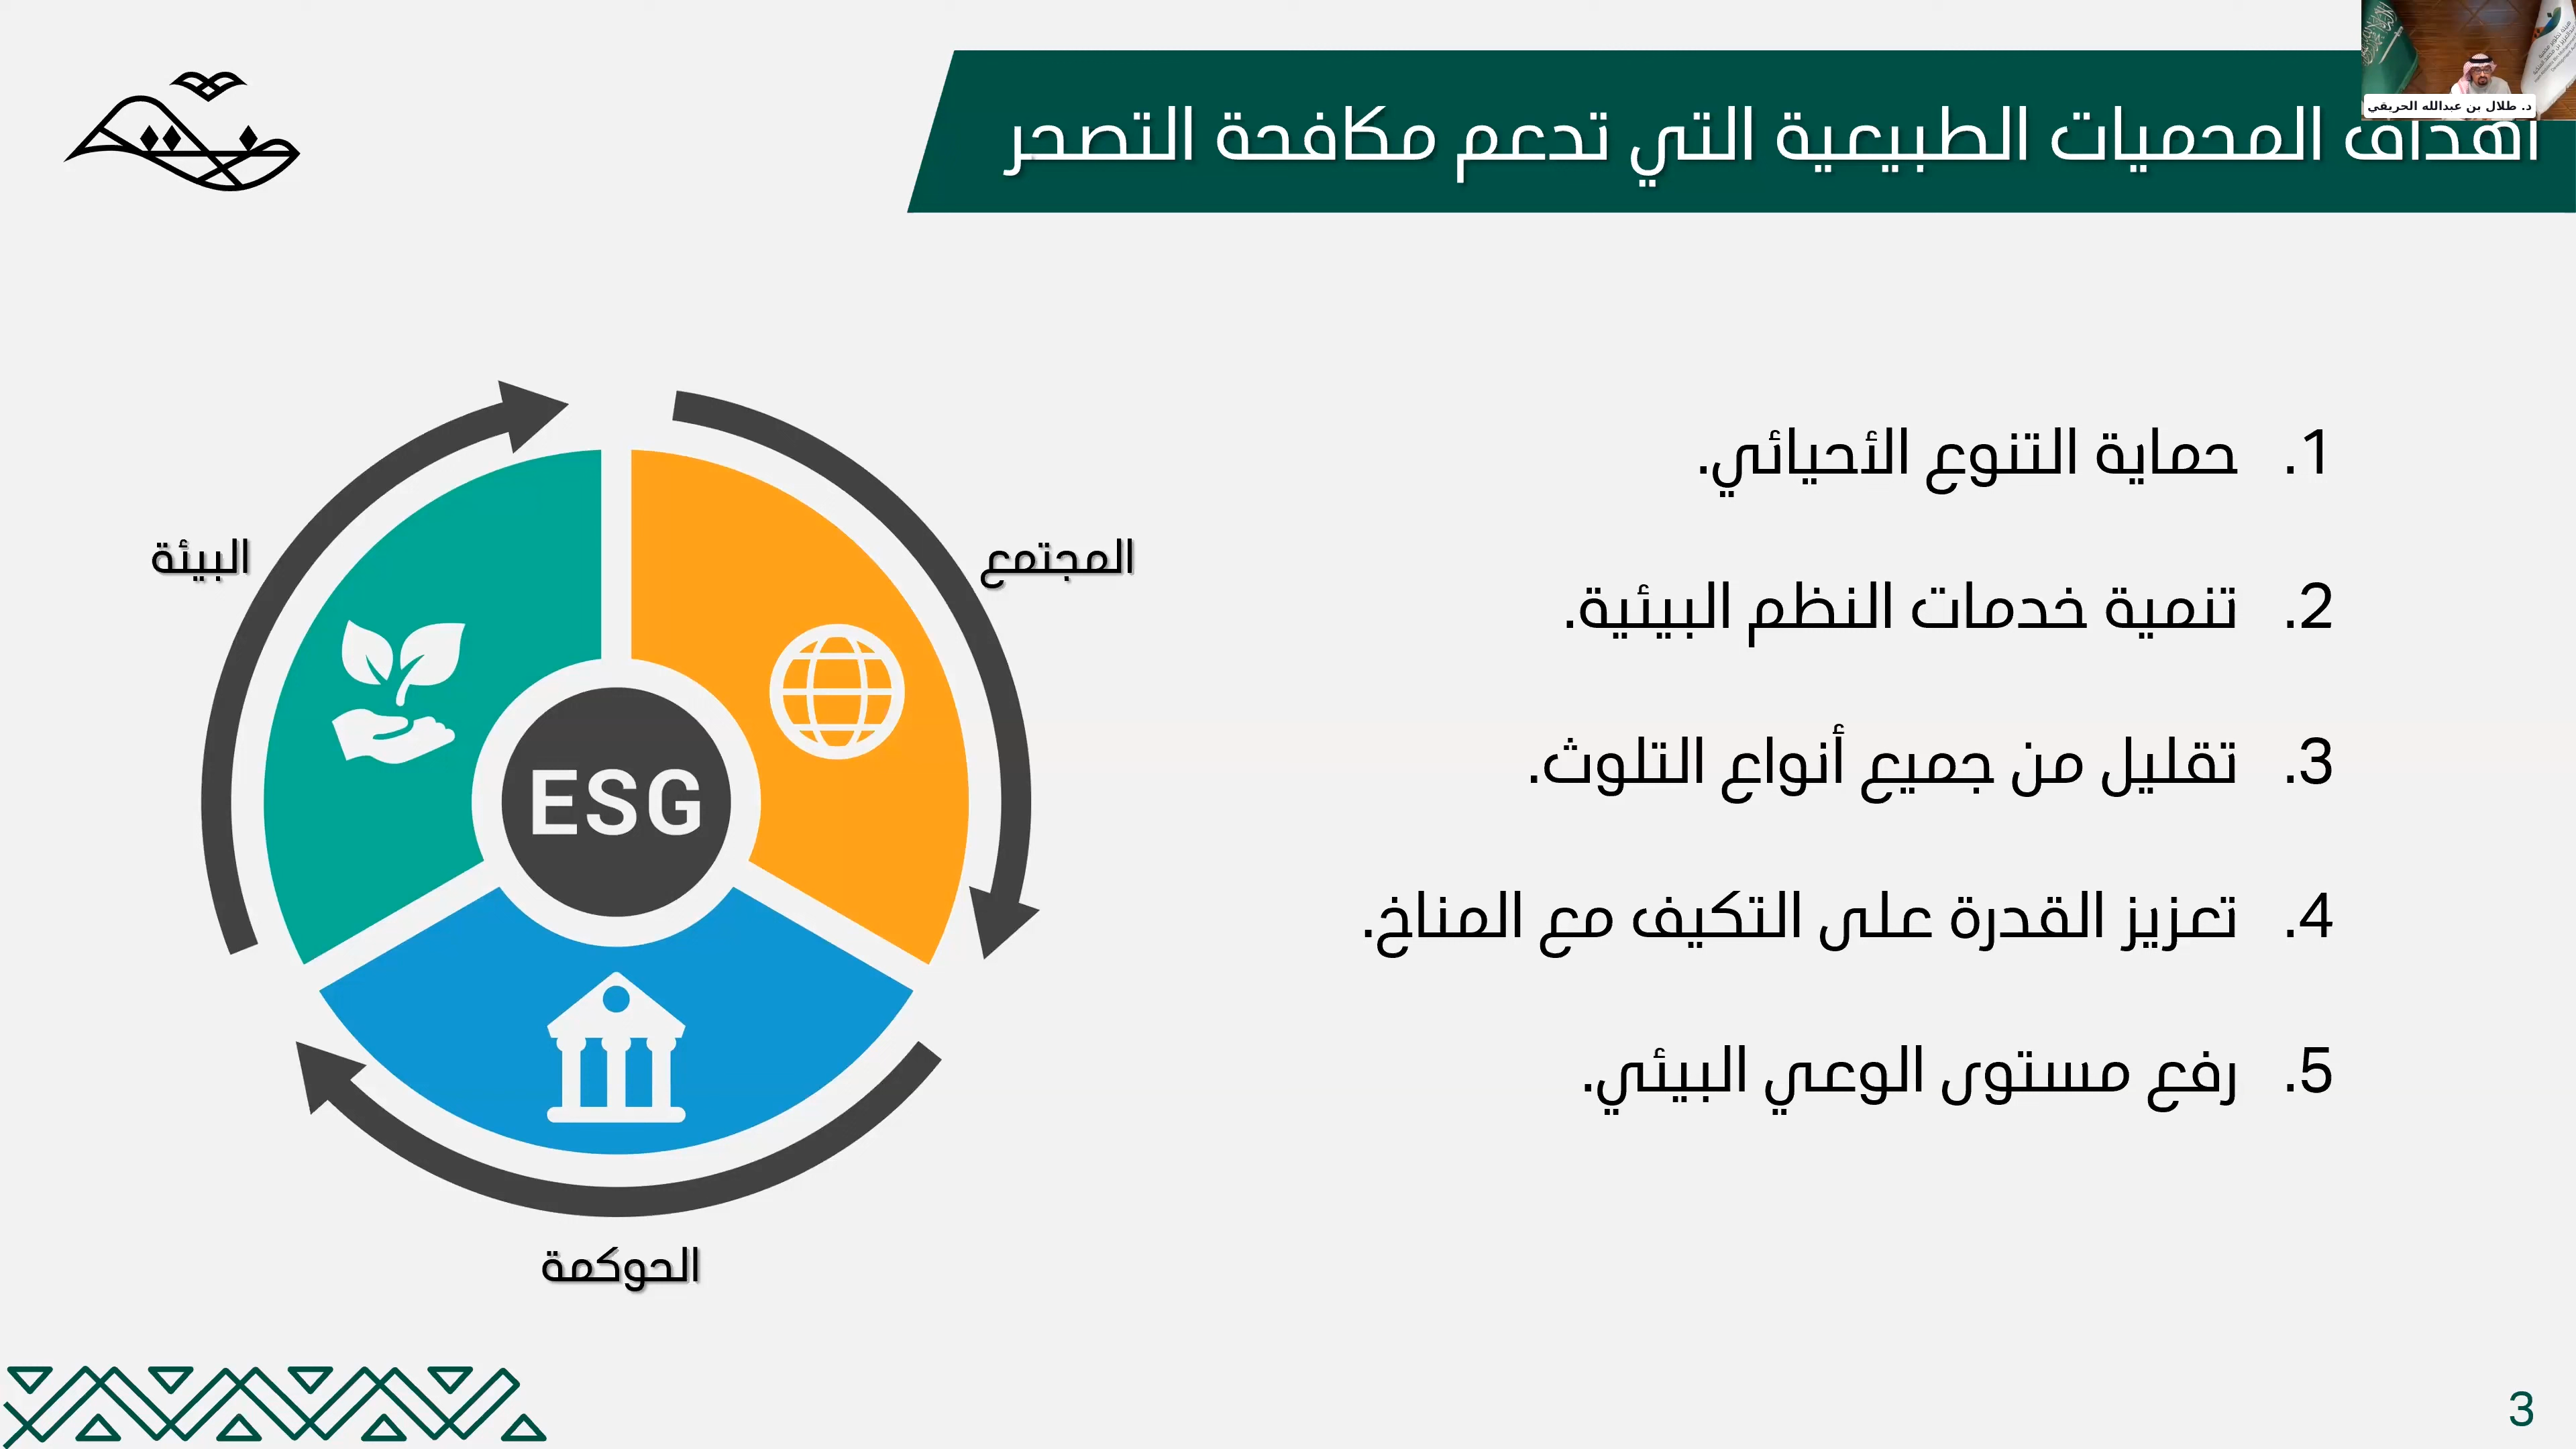 د. طلال بن عبدالله الحريقي
أهداف المحميات الطبيعية التي تدعم مكافحة التصحر
1. حماية التنوع الأحيائي.
2. تنمية خدمات النظم البيئية.
3. تقليل من جميع أنواع التلوث.
4. تعزيز القدرة على التكيف مع المناخ.
5. رفع مستوى الوعي البيئي.
المجتمع
البيئة
ESG
الحوكمة
3